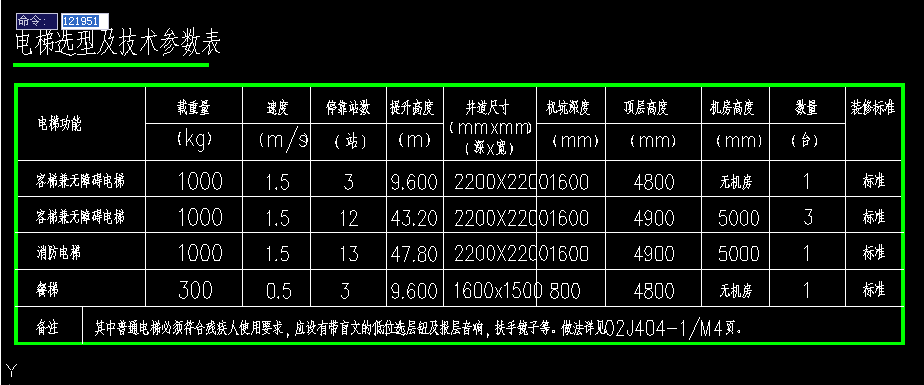 命令: 121951
电梯选型及技术参数表
电梯功能 载重量 (kg) 速度 (m/s) 停靠站数 (站) 提升高度 (m) 井道尺寸 (mmxmm) (深x宽) 机坑深度 (mm) 顶层高度 (mm) 机房高度 (mm) 数量 (台) 装修标准
客梯兼无障碍电梯 1000 1.5 3 9.600 2200X2200 1600 4800 无机房 1 标准
客梯兼无障碍电梯 1000 1.5 12 43.20 2200X2200 1600 4900 5000 3 标准
消防电梯 1000 1.5 13 47.80 2200X2200 1600 4900 5000 1 标准
餐梯 300 0.5 3 9.600 1600x1500 800 4800 无机房 1 标准
备注 其中普通电梯必须符合残疾人使用要求, 应设有带盲文的低位选层钮及报层音响, 扶手镜子等。做法详见02J404-1/M4页。
Y